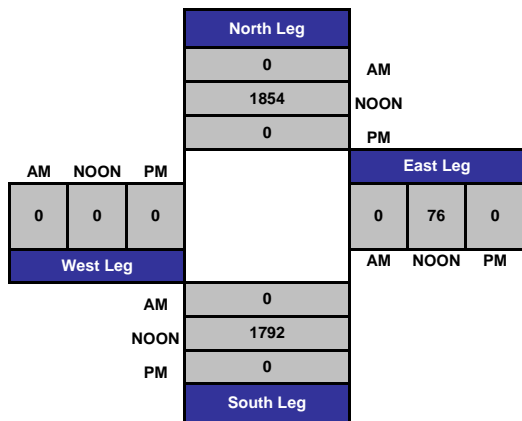 North Leg
0 AM
1854 NOON
0 PM
AM NOON PM East Leg
0 0 0 0 76 0
West Leg AM NOON PM
AM 0
NOON 1792
PM 0
South Leg